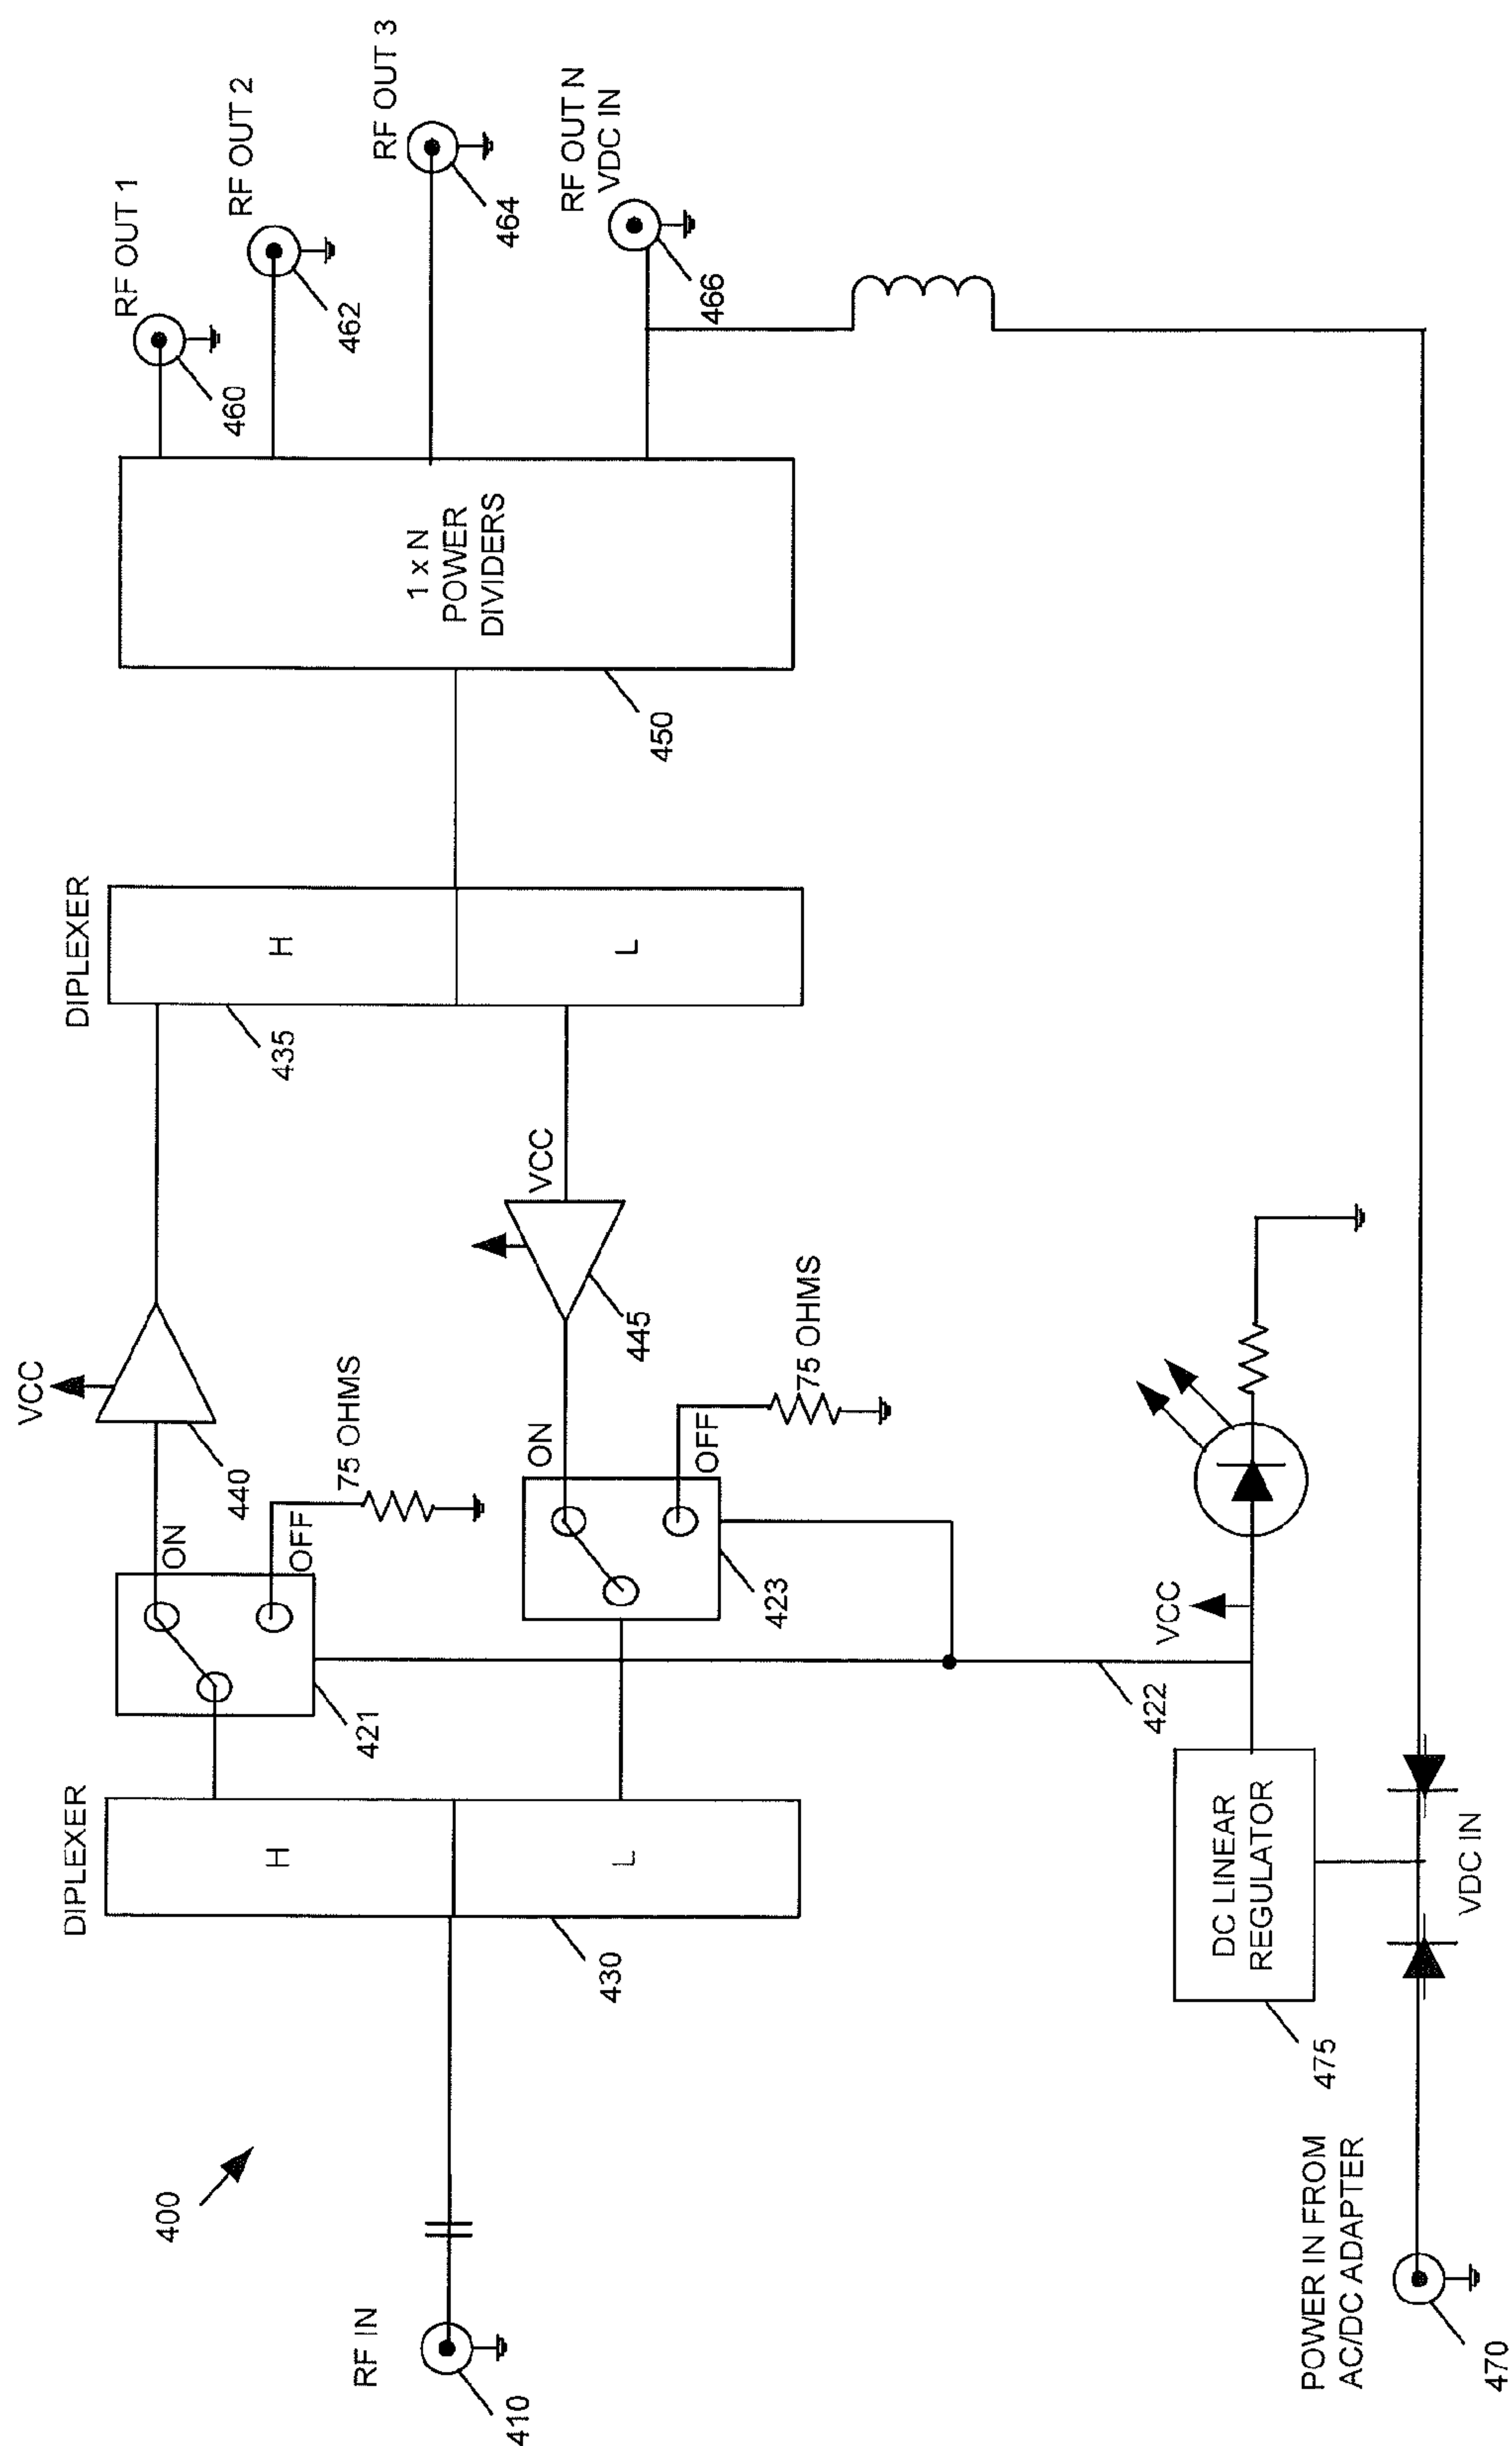 400
RF IN
410
DIPLEXER
H
L
430
421
ON
OFF
75 OHMS
VCC
440
423
ON
OFF
75 OHMS
445
VCC
DIPLEXER
H
L
435
1 x N
POWER
DIVIDERS
450
RF OUT 1
460
RF OUT 2
462
RF OUT 3
464
RF OUT N
VDC IN
466
422
VCC
DC LINEAR
REGULATOR
475
VDC IN
POWER IN FROM
AC/DC ADAPTER
470